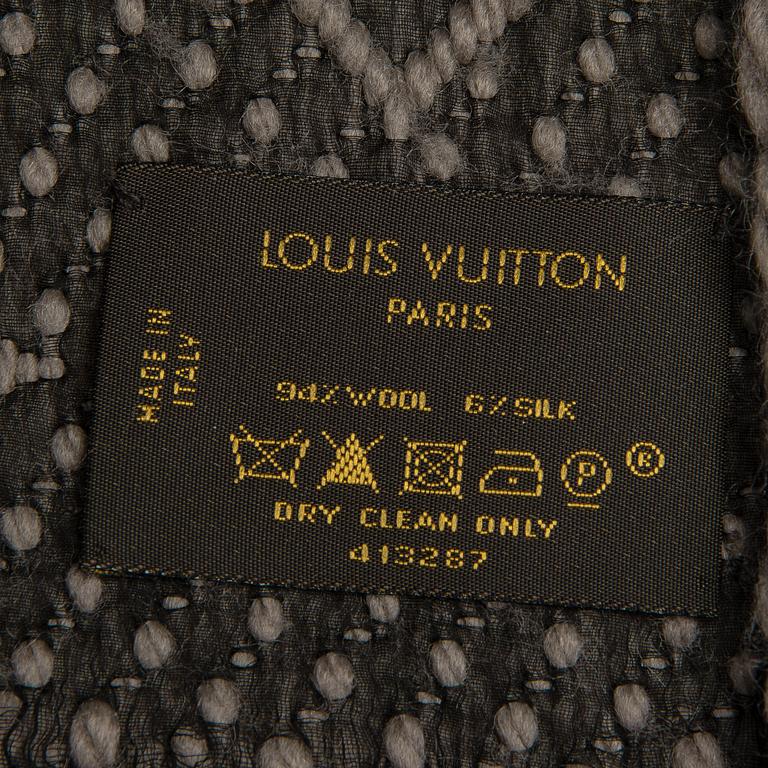 LOUIS VUITTON
PARIS
MADE IN
ITALY
94% WOOL 6% SILK
P ®
DRY CLEAN ONLY
413287